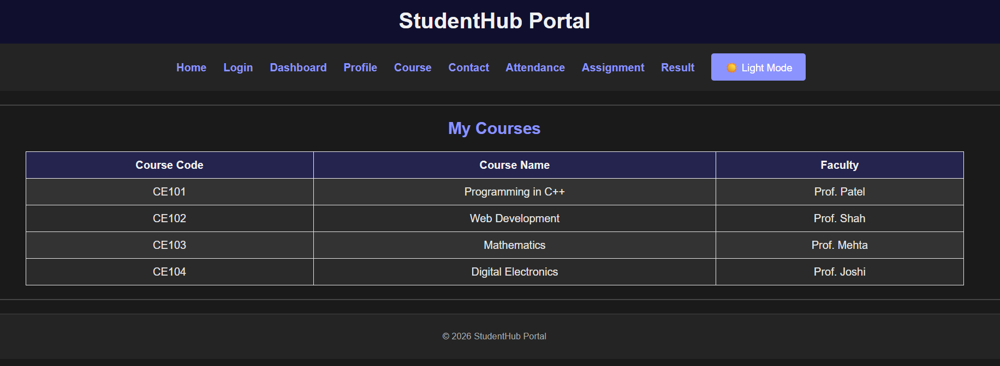 StudentHub Portal
Home Login Dashboard Profile Course Contact Attendance Assignment Result Light Mode
My Courses
Course Code Course Name Faculty
CE101 Programming in C++ Prof. Patel
CE102 Web Development Prof. Shah
CE103 Mathematics Prof. Mehta
CE104 Digital Electronics Prof. Joshi
© 2026 StudentHub Portal